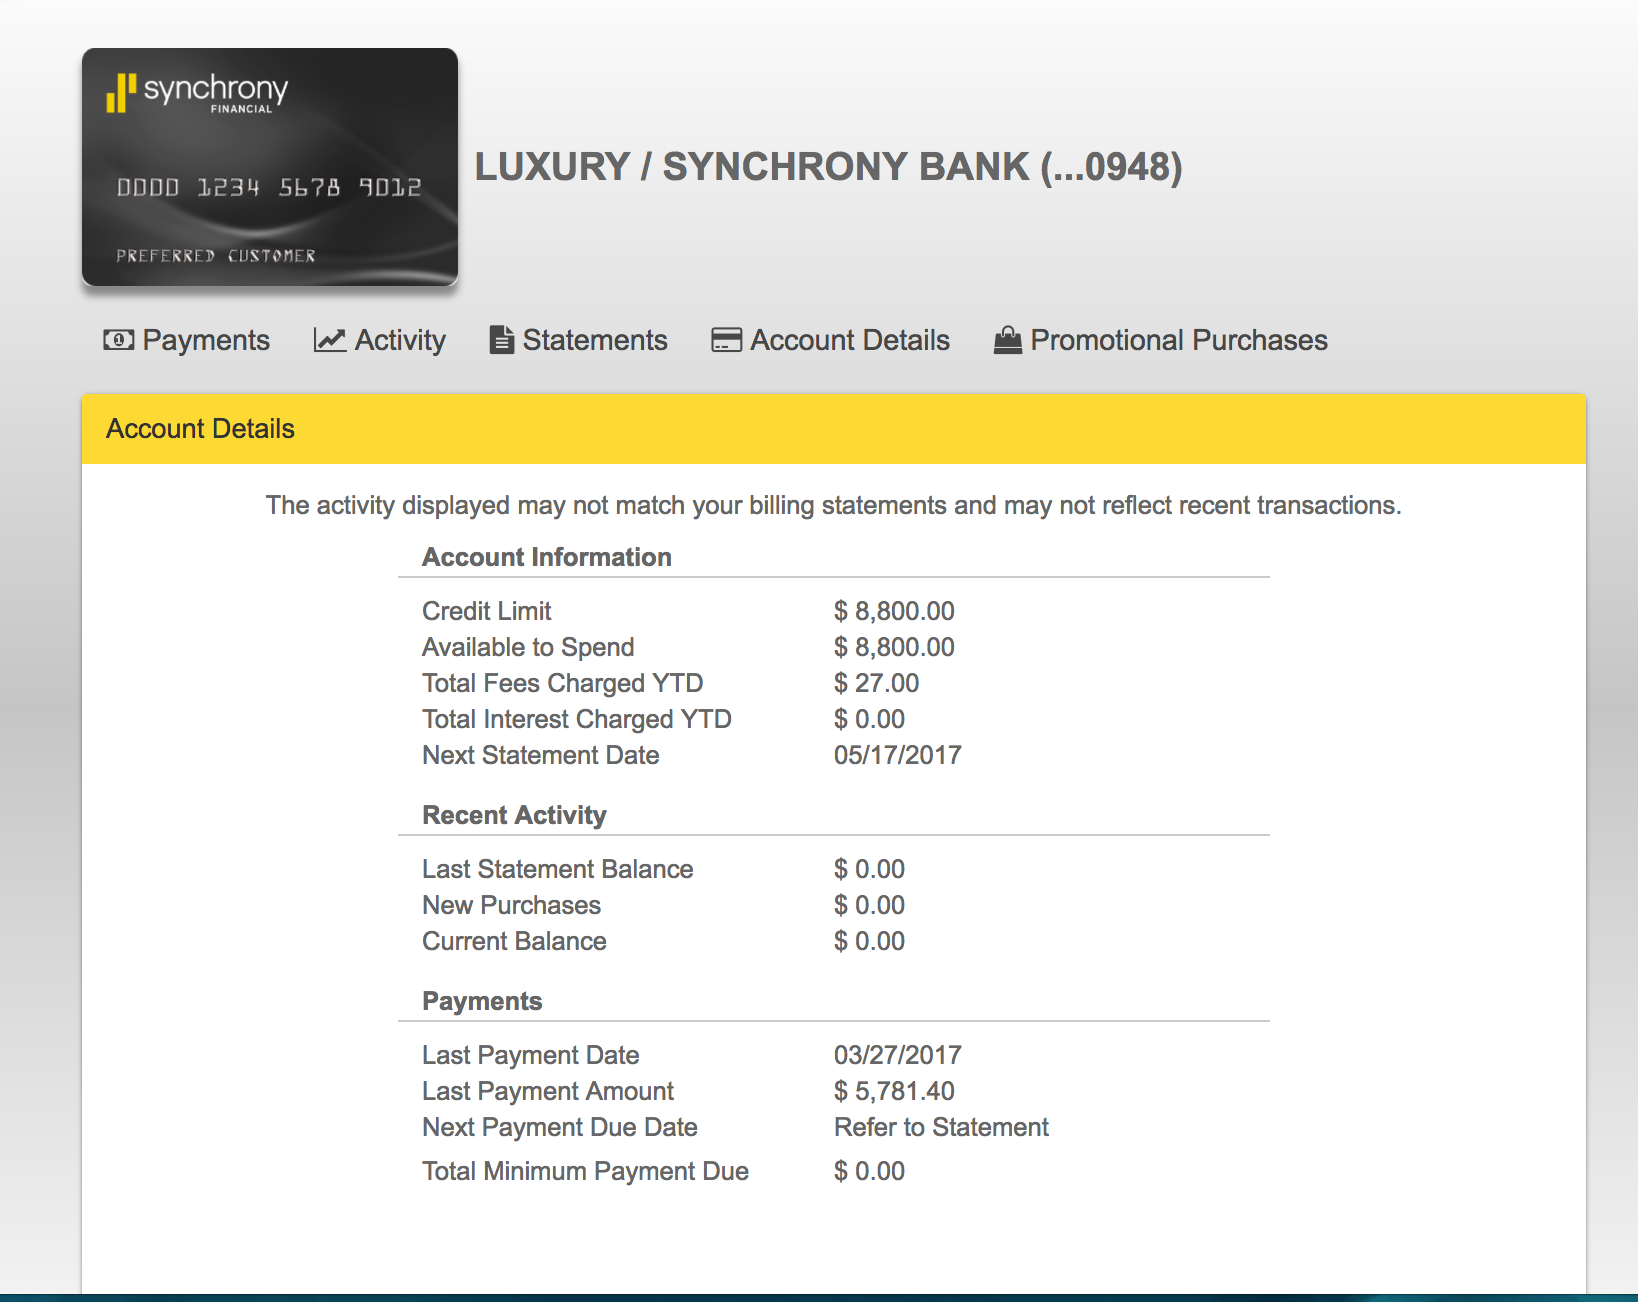 synchrony
FINANCIAL
0000 1234 5678 9012
PREFERRED CUSTOMER
LUXURY / SYNCHRONY BANK (...0948)
Payments Activity Statements Account Details Promotional Purchases
Account Details
The activity displayed may not match your billing statements and may not reflect recent transactions.
Account Information
Credit Limit $ 8,800.00
Available to Spend $ 8,800.00
Total Fees Charged YTD $ 27.00
Total Interest Charged YTD $ 0.00
Next Statement Date 05/17/2017
Recent Activity
Last Statement Balance $ 0.00
New Purchases $ 0.00
Current Balance $ 0.00
Payments
Last Payment Date 03/27/2017
Last Payment Amount $ 5,781.40
Next Payment Due Date Refer to Statement
Total Minimum Payment Due $ 0.00